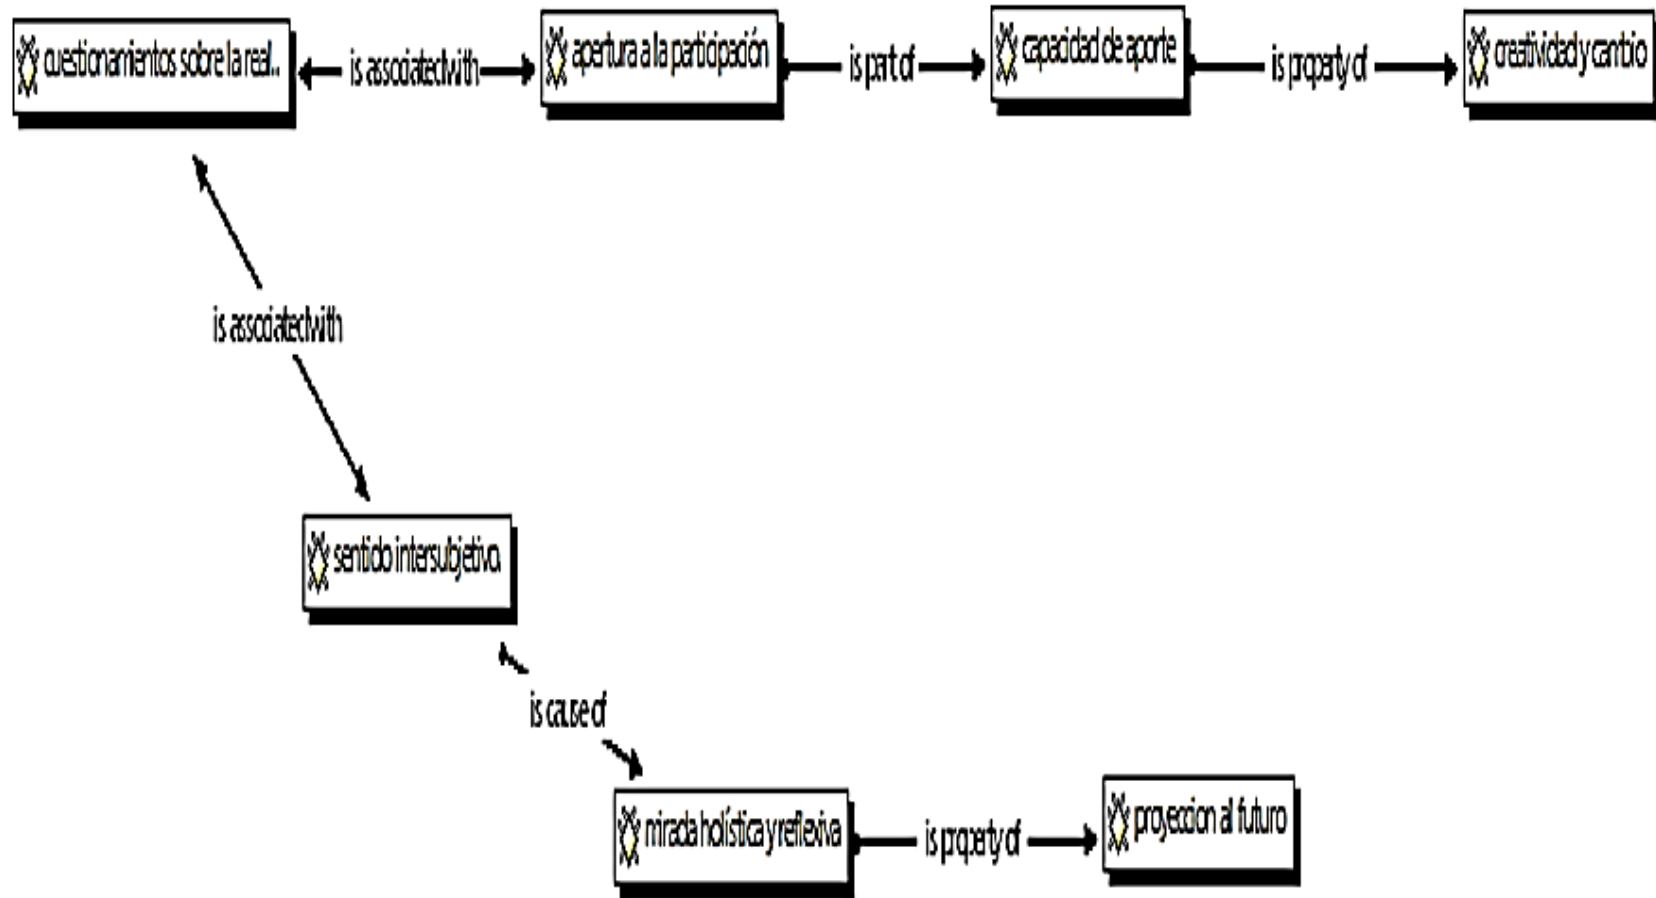 cuestionamientos sobre la real..
is associated with
apertura a la participación
is part of
capacidad de aporte
is property of
creatividad y cambio
is associated with
sentido intersubjetivo.
is cause of
mirada holística y reflexiva
is property of
proyeccion al futuro